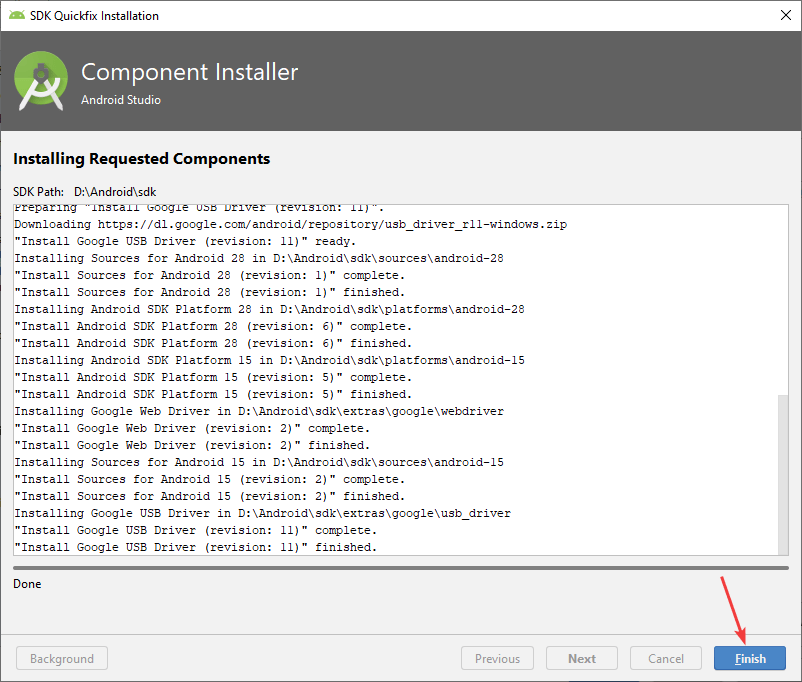 SDK Quickfix Installation
Component Installer
Android Studio
Installing Requested Components
SDK Path: D:\Android\sdk
Preparing "Install Google USB Driver (revision: 11)".
Downloading https://dl.google.com/android/repository/usb_driver_r11-windows.zip
"Install Google USB Driver (revision: 11)" ready.
Installing Sources for Android 28 in D:\Android\sdk\sources\android-28
"Install Sources for Android 28 (revision: 1)" complete.
"Install Sources for Android 28 (revision: 1)" finished.
Installing Android SDK Platform 28 in D:\Android\sdk\platforms\android-28
"Install Android SDK Platform 28 (revision: 6)" complete.
"Install Android SDK Platform 28 (revision: 6)" finished.
Installing Android SDK Platform 15 in D:\Android\sdk\platforms\android-15
"Install Android SDK Platform 15 (revision: 5)" complete.
"Install Android SDK Platform 15 (revision: 5)" finished.
Installing Google Web Driver in D:\Android\sdk\extras\google\webdriver
"Install Google Web Driver (revision: 2)" complete.
"Install Google Web Driver (revision: 2)" finished.
Installing Sources for Android 15 in D:\Android\sdk\sources\android-15
"Install Sources for Android 15 (revision: 2)" complete.
"Install Sources for Android 15 (revision: 2)" finished.
Installing Google USB Driver in D:\Android\sdk\extras\google\usb_driver
"Install Google USB Driver (revision: 11)" complete.
"Install Google USB Driver (revision: 11)" finished.
Done
Background Previous Next Cancel Finish